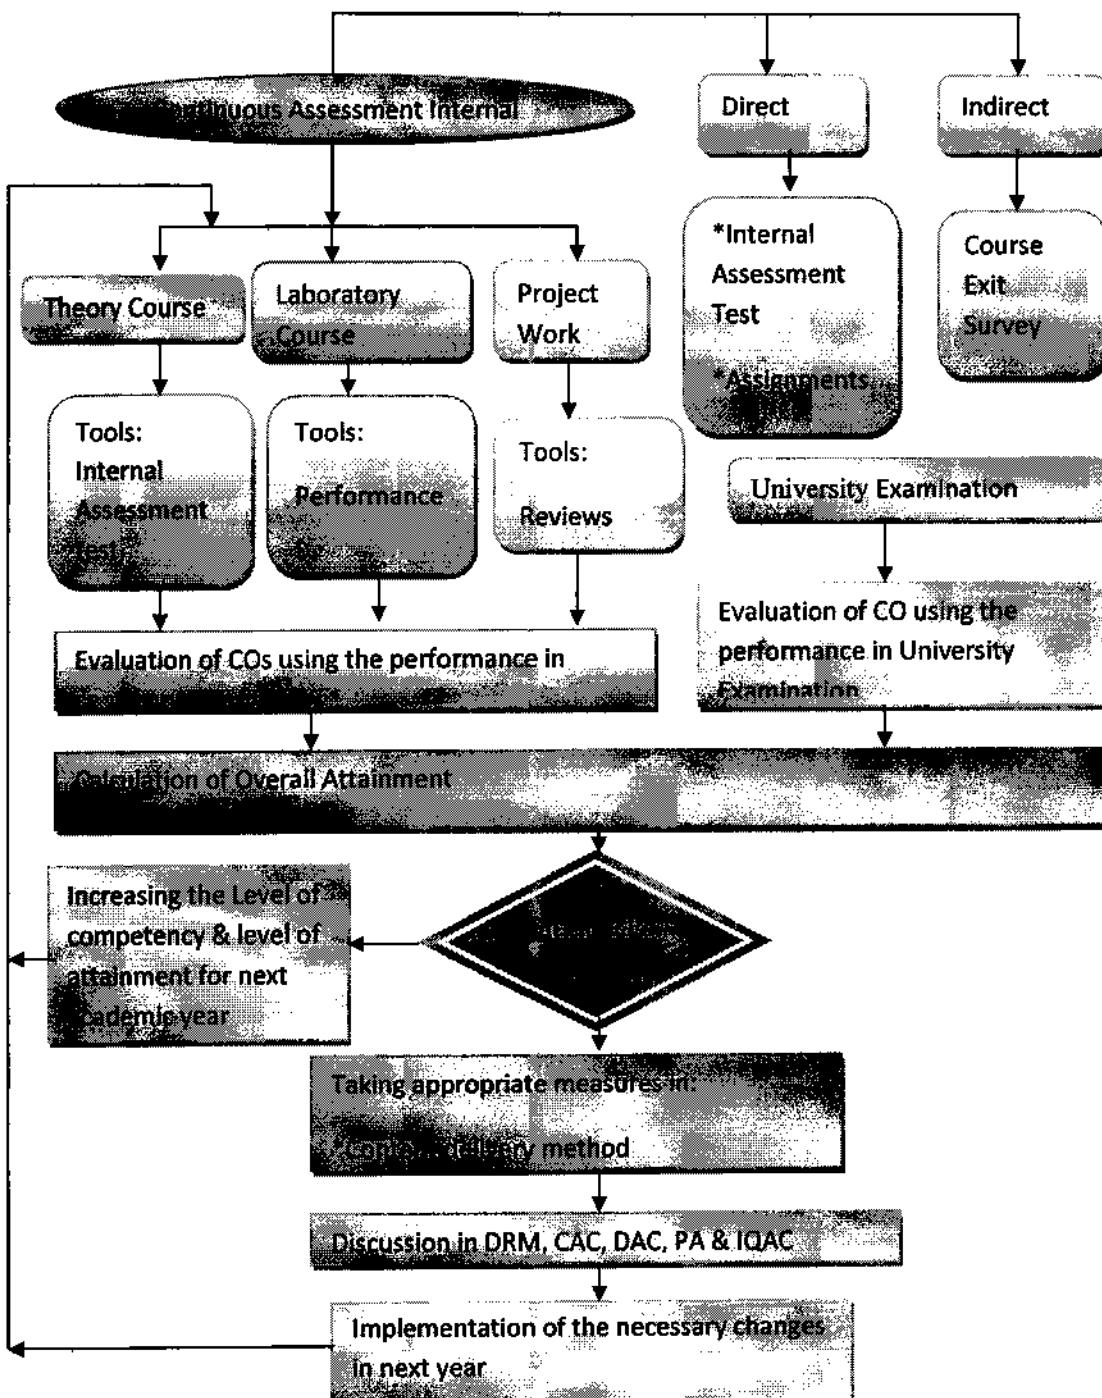 Continuous Assessment Internal
Direct
Indirect
*Internal
Assessment
Test
*Assignments
Course
Exit
Survey
Theory Course
Laboratory
Course
Project
Work
Tools:
Internal
Assessment
test
Tools:
Performance
Tools:
Reviews
University Examination
Evaluation of COs using the performance in
Evaluation of CO using the
performance in University
Examination
Calculation of Overall Attainment
Increasing the Level of
competency & level of
attainment for next
academic year
Taking appropriate measures in:
delivery method
Discussion in DRM, CAC, DAC, PA & IQAC
Implementation of the necessary changes
in next year